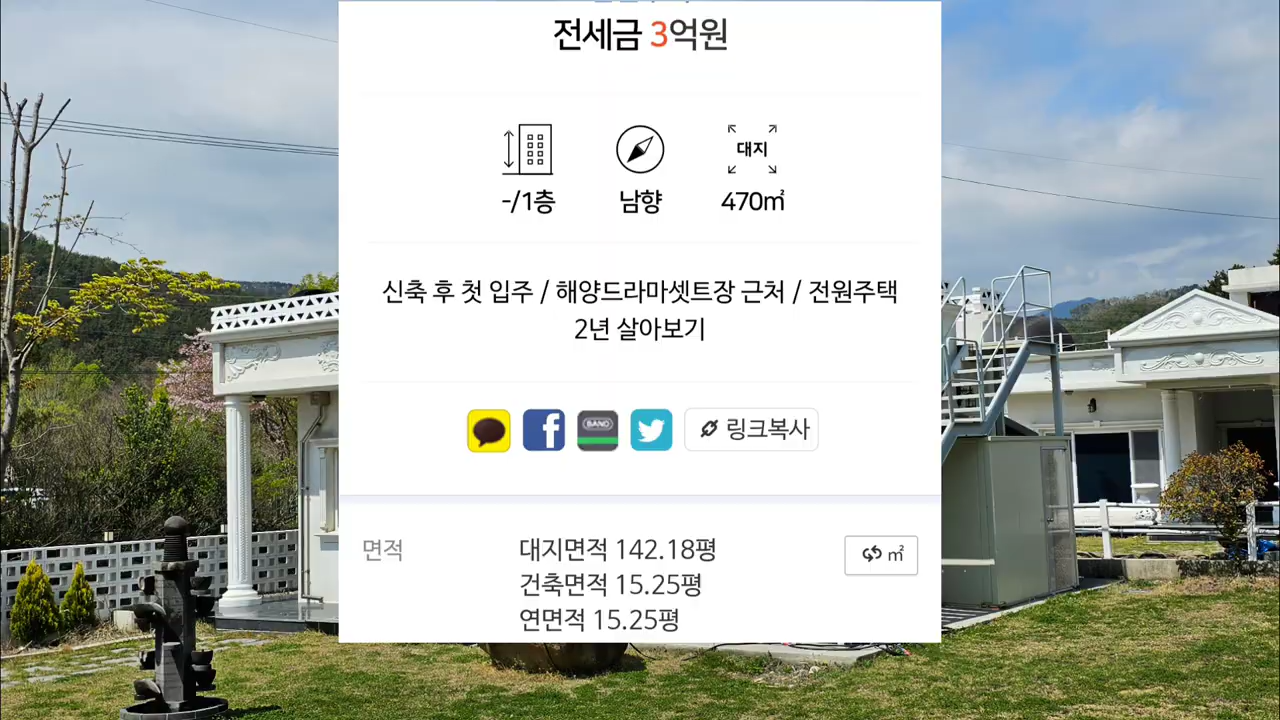 전세금 3억원
대지
-/1층 남향 470㎡
신축 후 첫 입주 / 해양드라마셋트장 근처 / 전원주택
2년 살아보기
BAND
링크복사
면적 대지면적 142.18평 ㎡
건축면적 15.25평
연면적 15.25평